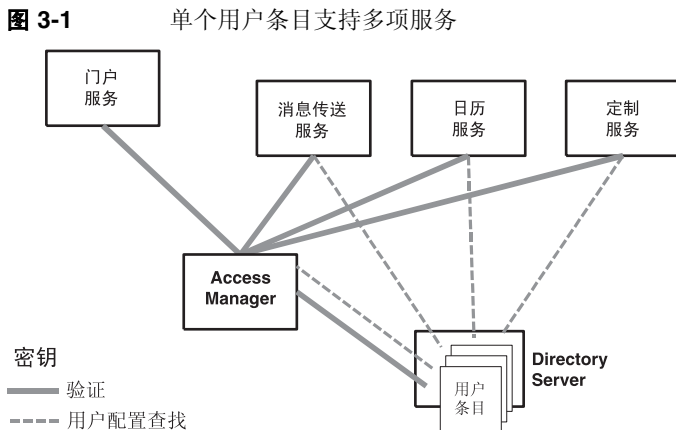 图 3-1 单个用户条目支持多项服务
门户
服务
消息传送
服务
日历
服务
定制
服务
Access
Manager
Directory
Server
用户
条目
密钥
验证
用户配置查找